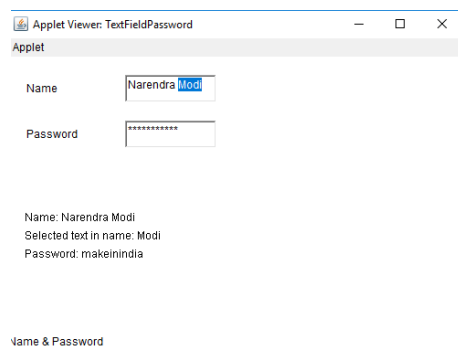 Applet Viewer: TextFieldPassword
Applet
Name Narendra Modi
Password ***********
Name: Narendra Modi
Selected text in name: Modi
Password: makeinindia
Name & Password